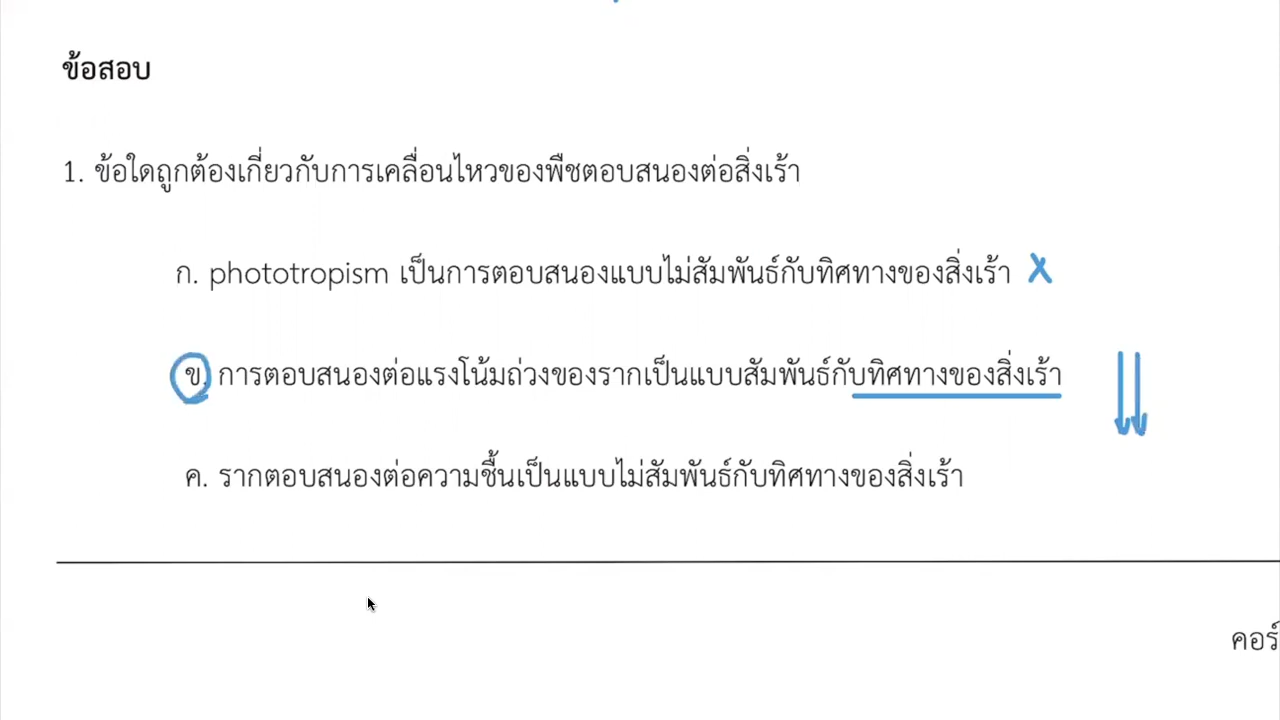 ข้อสอบ
1. ข้อใดถูกต้องเกี่ยวกับการเคลื่อนไหวของพืชตอบสนองต่อสิ่งเร้า
ก. phototropism เป็นการตอบสนองแบบไม่สัมพันธ์กับทิศทางของสิ่งเร้า X
ข. การตอบสนองต่อแรงโน้มถ่วงของรากเป็นแบบสัมพันธ์กับทิศทางของสิ่งเร้า
ค. รากตอบสนองต่อความชื้นเป็นแบบไม่สัมพันธ์กับทิศทางของสิ่งเร้า
คอร์